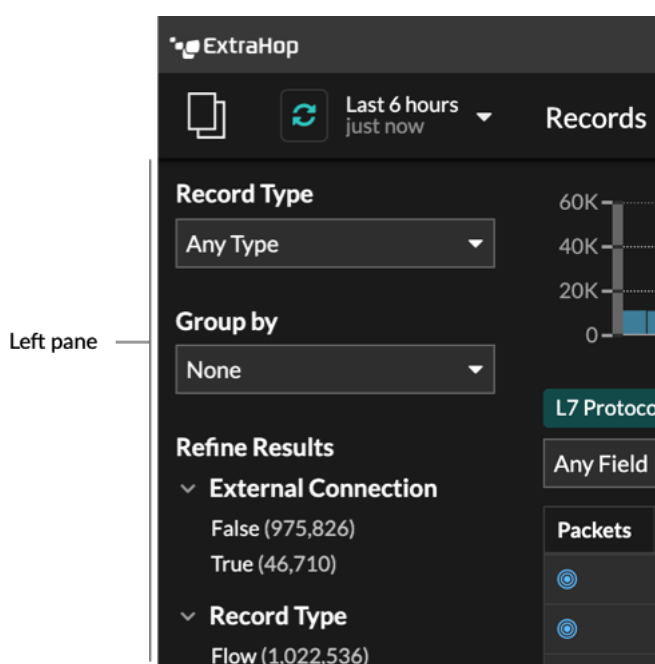 ExtraHop
Last 6 hours
just now
Records
Left pane
Record Type
Any Type
Group by
None
Refine Results
External Connection
False (975,826)
True (46,710)
Record Type
Flow (1,022,536)
60K
40K
20K
0
L7 Protoco
Any Field
Packets